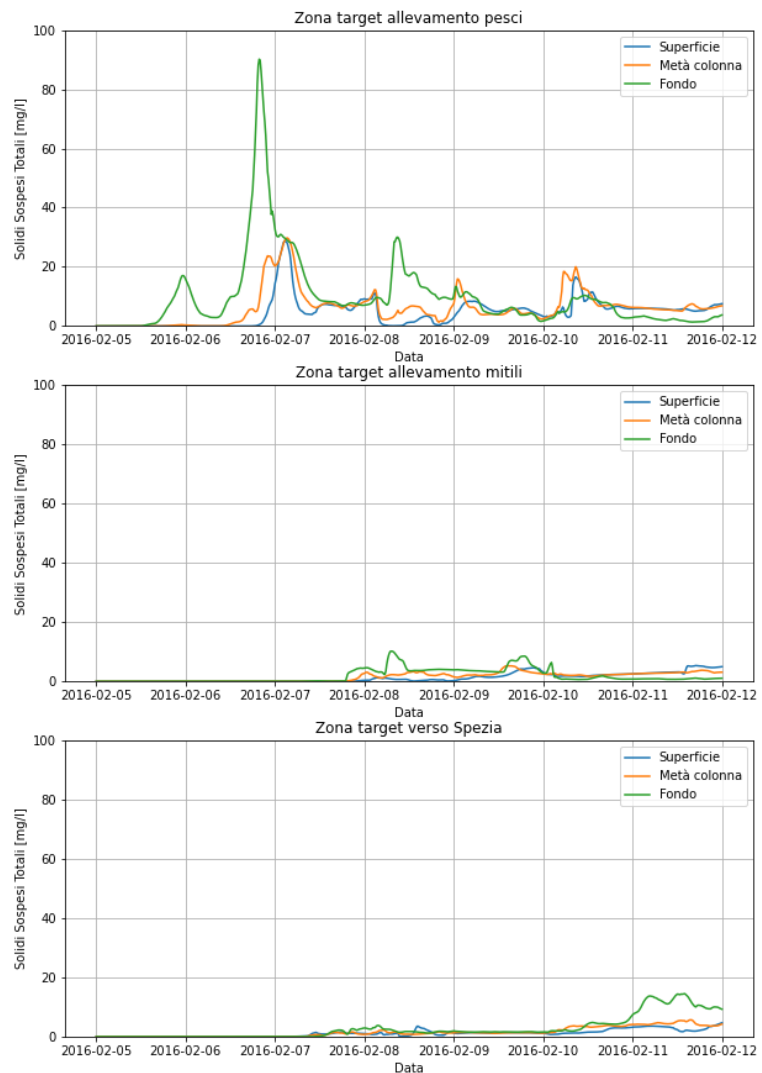 Zona target allevamento pesci
100
80
60
40
20
0
Solidi Sospesi Totali [mg/l]
Superficie
Metà colonna
Fondo
2016-02-05 2016-02-06 2016-02-07 2016-02-08 2016-02-09 2016-02-10 2016-02-11 2016-02-12
Data
Zona target allevamento mitili
100
80
60
40
20
0
Solidi Sospesi Totali [mg/l]
Superficie
Metà colonna
Fondo
2016-02-05 2016-02-06 2016-02-07 2016-02-08 2016-02-09 2016-02-10 2016-02-11 2016-02-12
Data
Zona target verso Spezia
100
80
60
40
20
0
Solidi Sospesi Totali [mg/l]
Superficie
Metà colonna
Fondo
2016-02-05 2016-02-06 2016-02-07 2016-02-08 2016-02-09 2016-02-10 2016-02-11 2016-02-12
Data